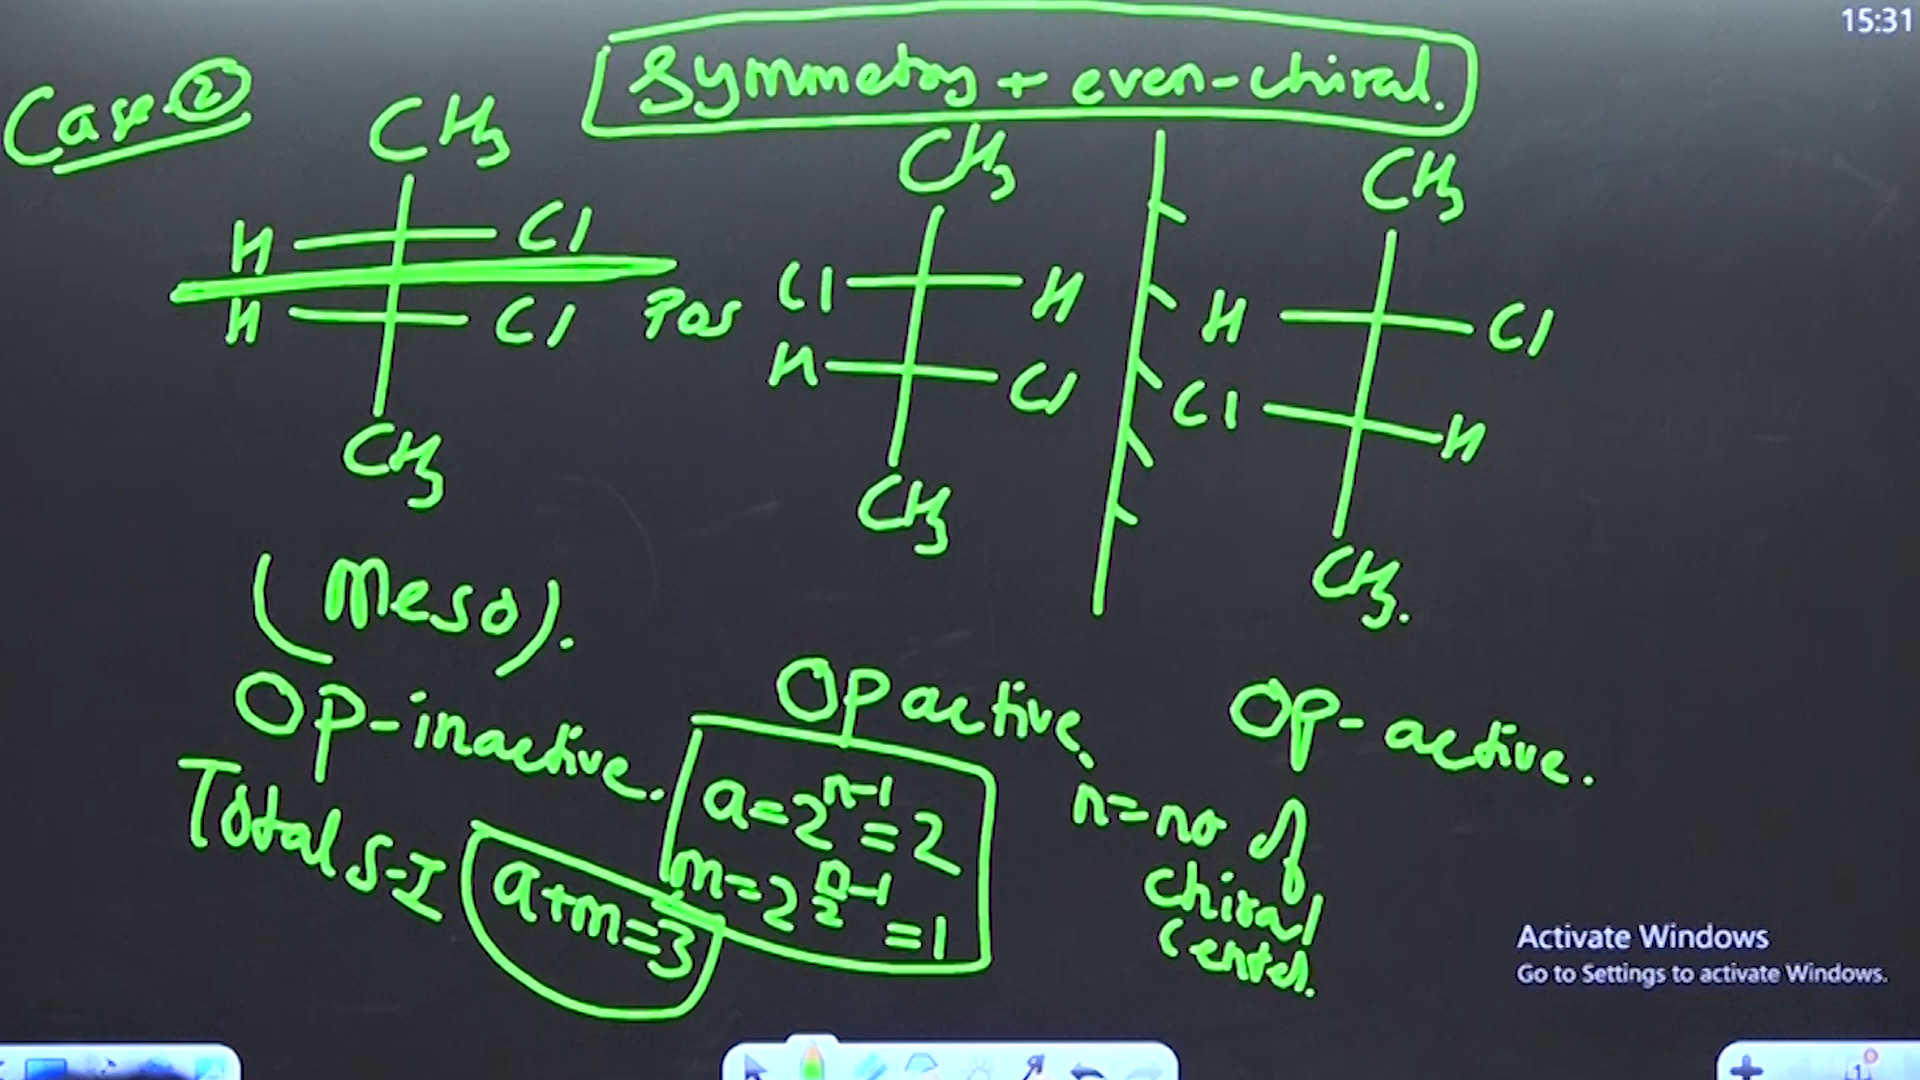 15:31
Case ②
Symmetry + even-chiral.
CH3
H Cl
H Cl
CH3
Pos
CH3
Cl H
H Cl
CH3
CH3
H Cl
Cl H
CH3.
(Meso).
Op-inactive.
Op active
Op-active.
Total S-I
a+m=3
a=2^{n-1}=2
m=2^{\frac{n}{2}-1}=1
n=no of
chiral
center.
Activate Windows
Go to Settings to activate Windows.